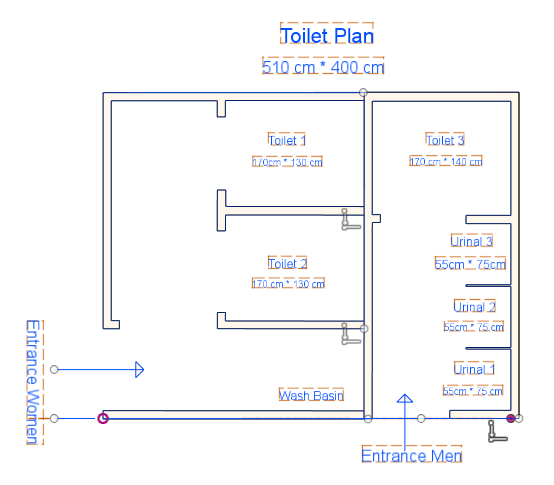 Toilet Plan
510 cm * 400 cm
Toilet 1
170cm * 130 cm
Toilet 3
170 cm * 140 cm
Urinal 3
55cm * 75cm
Toilet 2
170 cm * 130 cm
Urinal 2
55cm * 75 cm
Urinal 1
55cm * 75 cm
Wash Basin
Entrance Women
Entrance Men